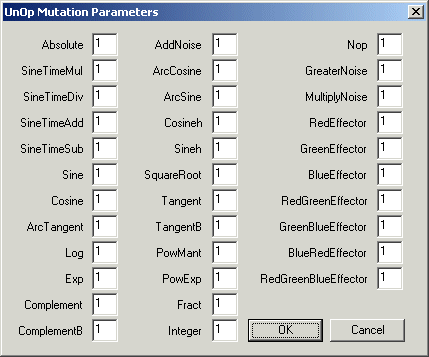 UnOp Mutation Parameters
Absolute 1 AddNoise 1 Nop 1
SineTimeMul 1 ArcCosine 1 GreaterNoise 1
SineTimeDiv 1 ArcSine 1 MultiplyNoise 1
SineTimeAdd 1 Cosineh 1 RedEffector 1
SineTimeSub 1 Sineh 1 GreenEffector 1
Sine 1 SquareRoot 1 BlueEffector 1
Cosine 1 Tangent 1 RedGreenEffector 1
ArcTangent 1 TangentB 1 GreenBlueEffector 1
Log 1 PowMant 1 BlueRedEffector 1
Exp 1 PowExp 1 RedGreenBlueEffector 1
Complement 1 Fract 1
ComplementB 1 Integer 1 OK Cancel